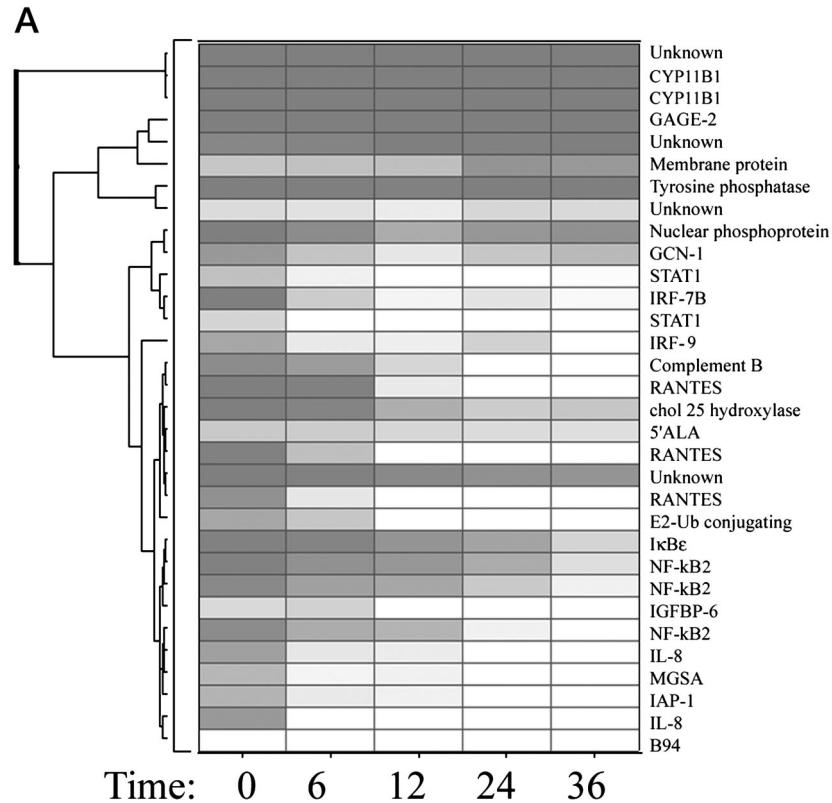 A
Unknown
CYP11B1
CYP11B1
GAGE-2
Unknown
Membrane protein
Tyrosine phosphatase
Unknown
Nuclear phosphoprotein
GCN-1
STAT1
IRF-7B
STAT1
IRF-9
Complement B
RANTES
chol 25 hydroxylase
5'ALA
RANTES
Unknown
RANTES
E2-Ub conjugating
IκBε
NF-kB2
NF-kB2
IGFBP-6
NF-kB2
IL-8
MGSA
IAP-1
IL-8
B94
Time: 0 6 12 24 36